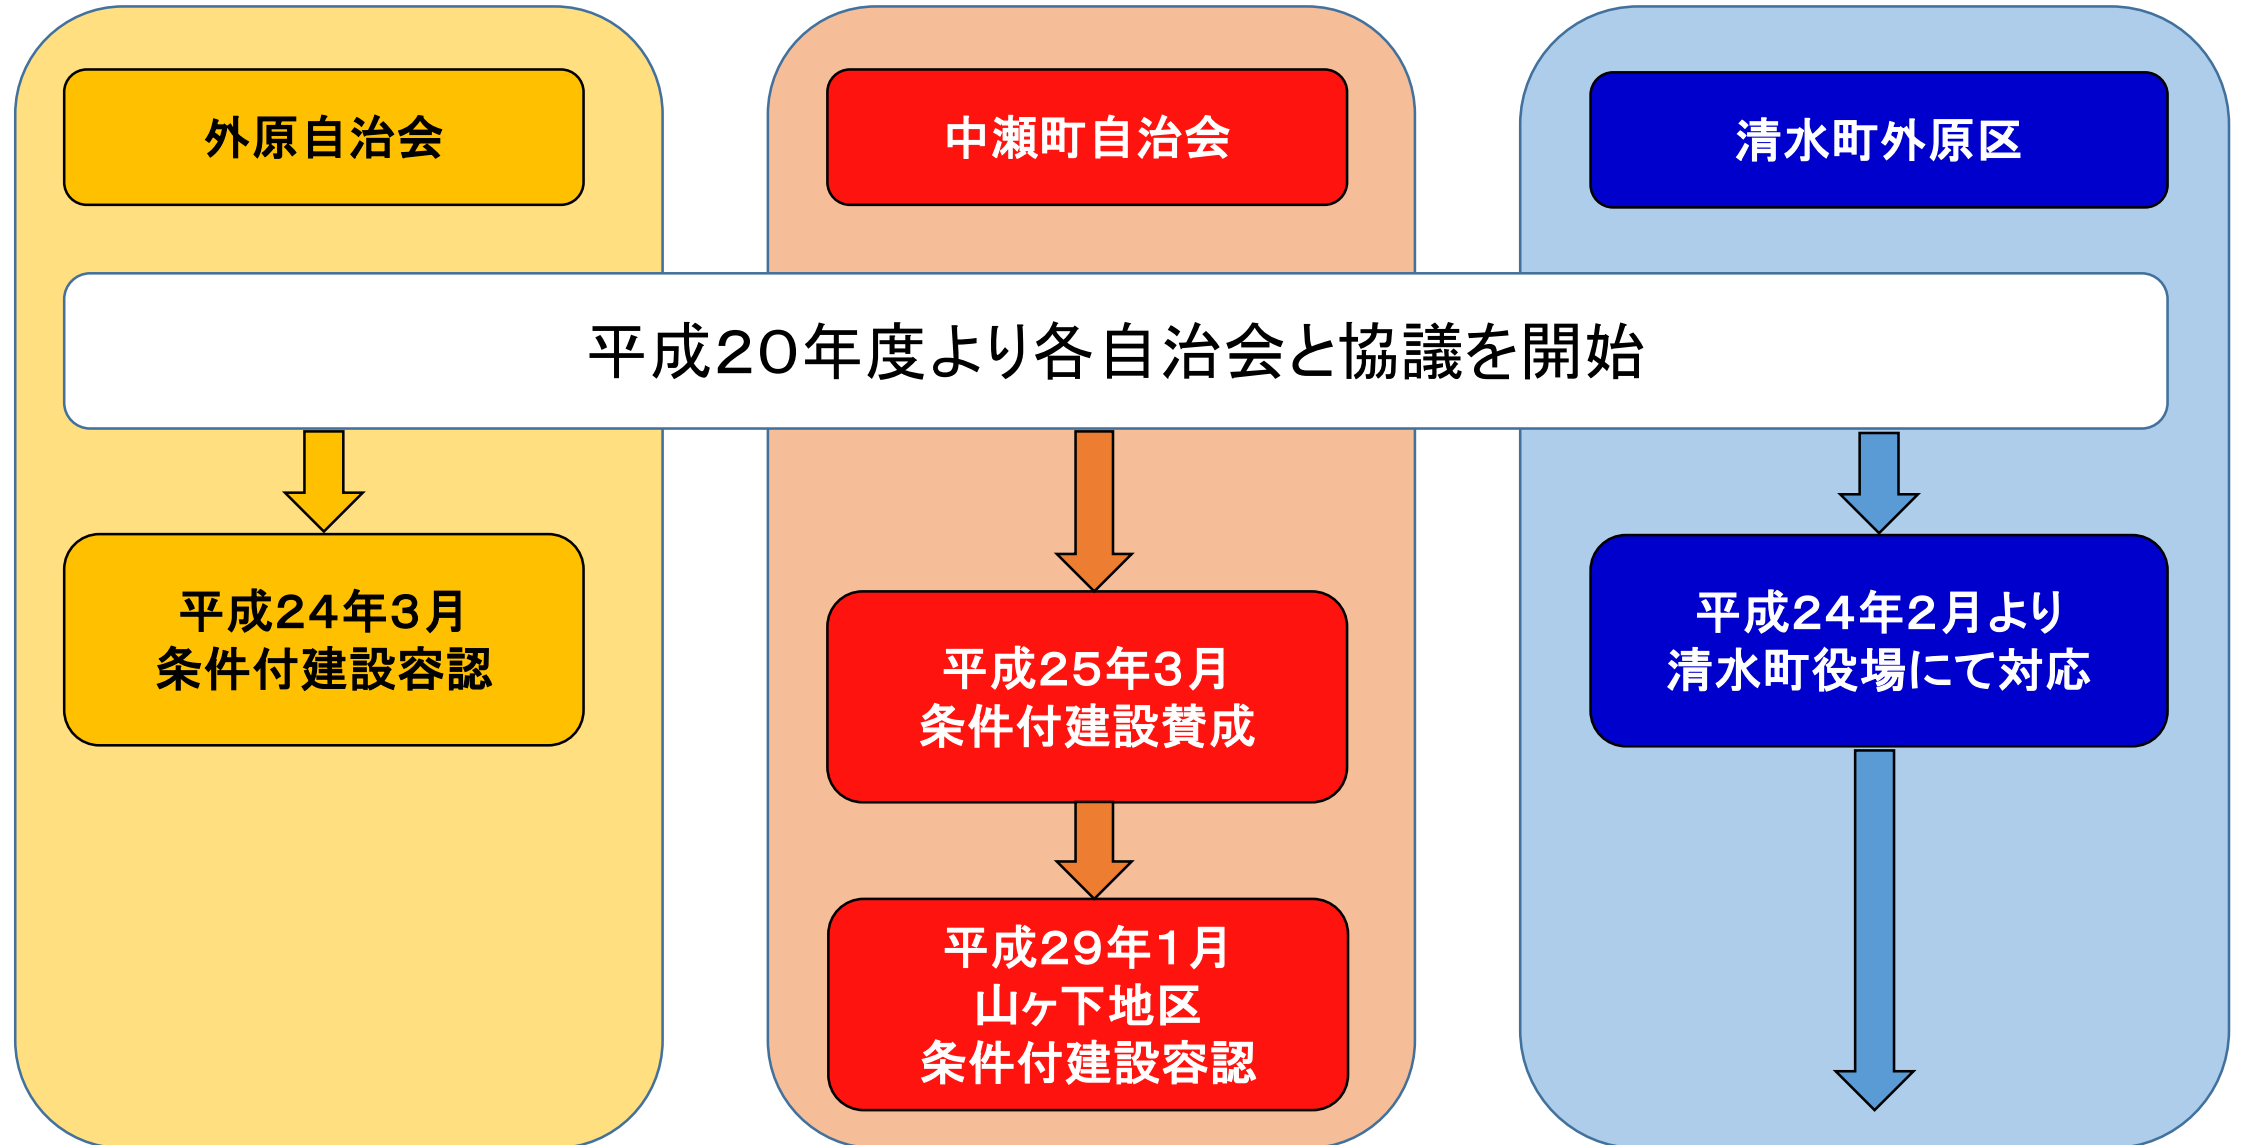 外原自治会
中瀬町自治会
清水町外原区
平成20年度より各自治会と協議を開始
平成24年3月
条件付建設容認
平成25年3月
条件付建設賛成
平成29年1月
山ヶ下地区
条件付建設容認
平成24年2月より
清水町役場にて対応